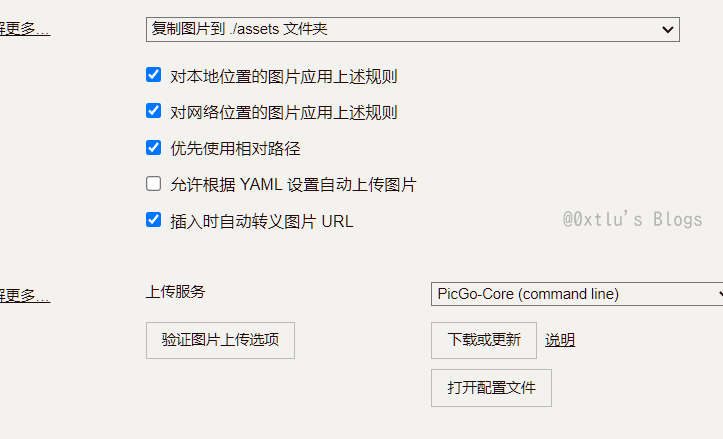 解更多...
复制图片到 ./assets 文件夹
对本地位置的图片应用上述规则
对网络位置的图片应用上述规则
优先使用相对路径
允许根据 YAML 设置自动上传图片
插入时自动转义图片 URL
@0xtlu's Blogs
解更多...
上传服务
PicGo-Core (command line)
验证图片上传选项
下载或更新
说明
打开配置文件